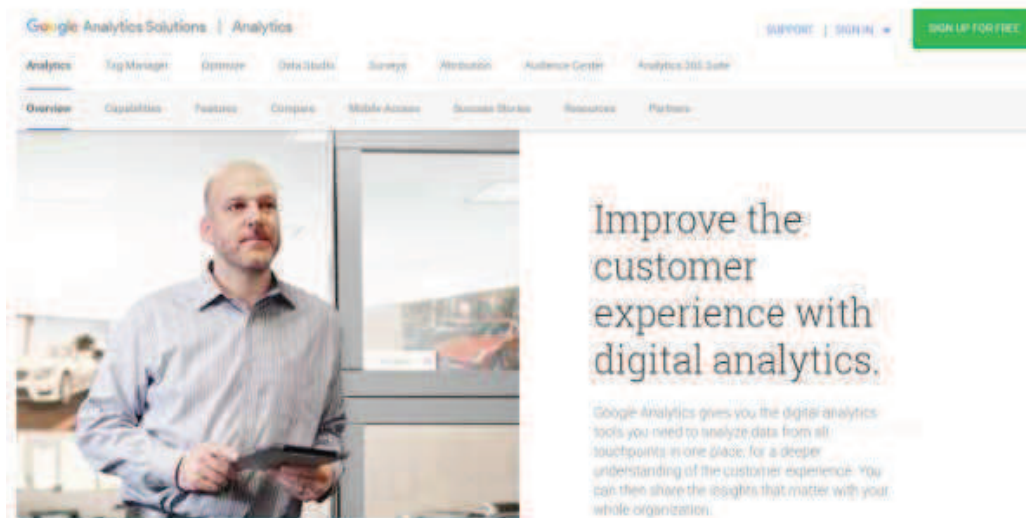 Google Analytics Solutions | Analytics
SUPPORT | SIGN IN
SIGN UP FOR FREE
Analytics Tag Manager Optimize Data Studio Surveys Attribution Audience Center Analytics 360 Suite
Overview Capabilities Features Compare Mobile Access Success Stories Resources Partners
Improve the
customer
experience with
digital analytics.
Google Analytics gives you the digital analytics
tools you need to analyze data from all
touchpoints in one place, for a deeper
understanding of the customer experience. You
can then share the insights that matter with your
whole organization.